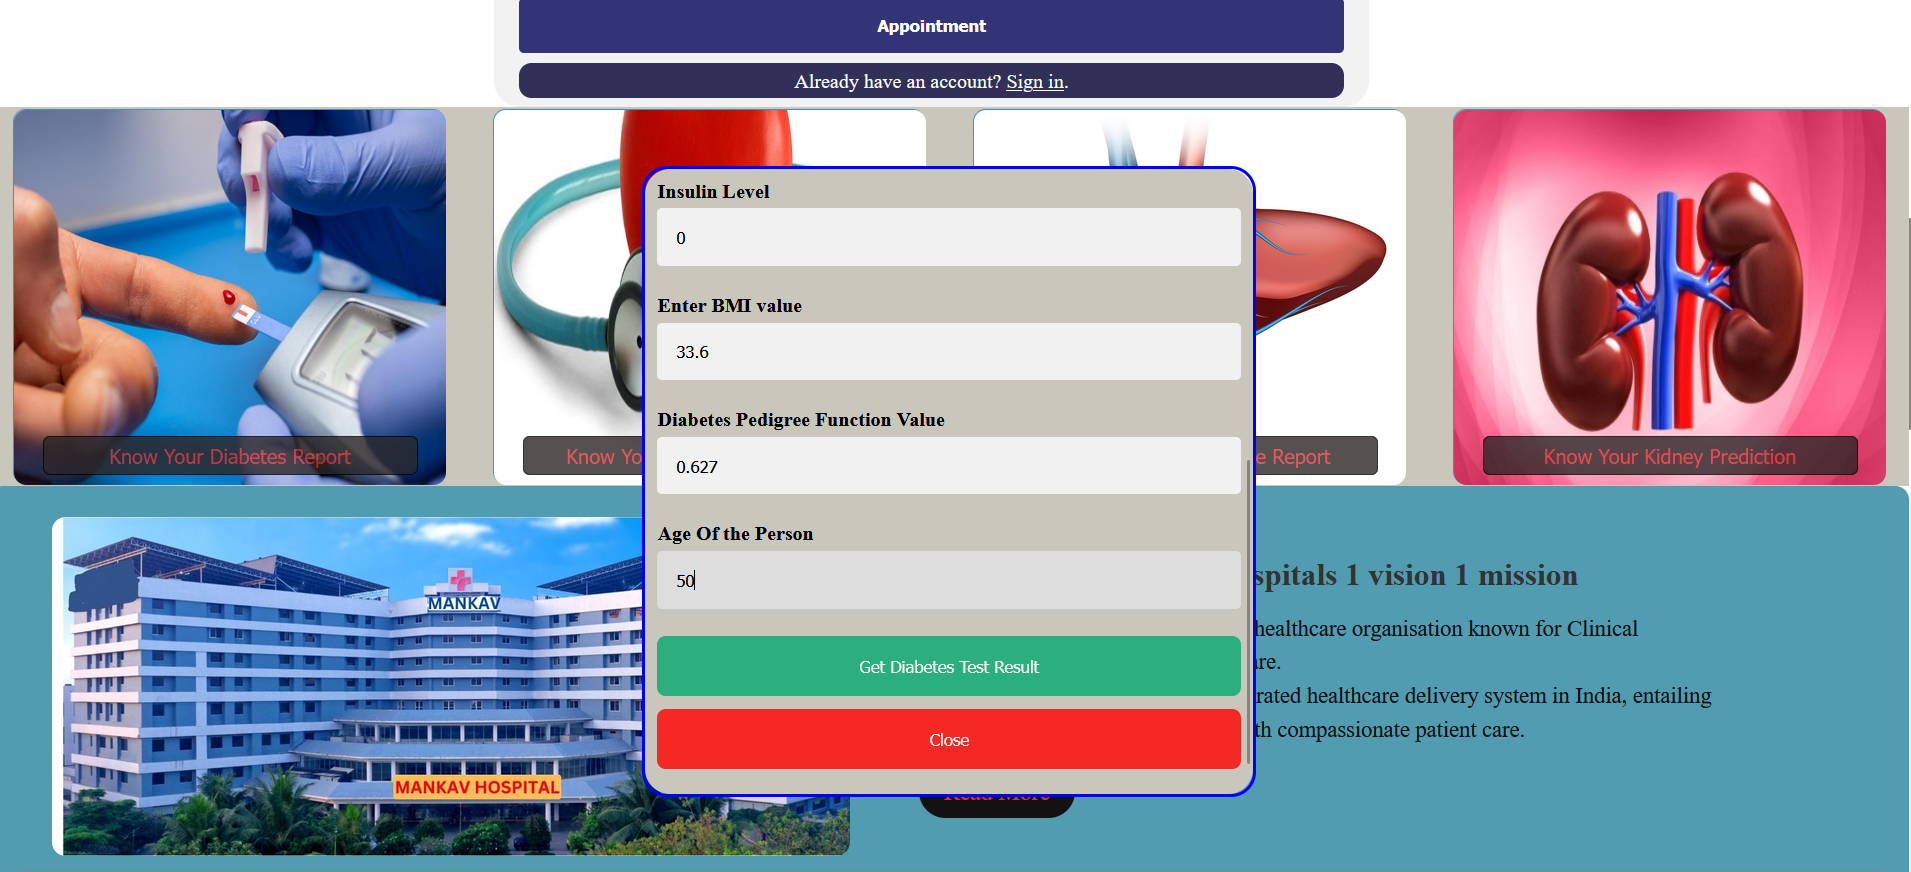 Appointment
Already have an account? Sign in.
Insulin Level
0
Enter BMI value
33.6
Diabetes Pedigree Function Value
0.627
Age Of the Person
50
Get Diabetes Test Result
Close
Know Your Diabetes Report
Know Yo
e Report
Know Your Kidney Prediction
MANKAV
MANKAV HOSPITAL
spitals 1 vision 1 mission
healthcare organisation known for Clinical
re.
rated healthcare delivery system in India, entailing
th compassionate patient care.
Read More